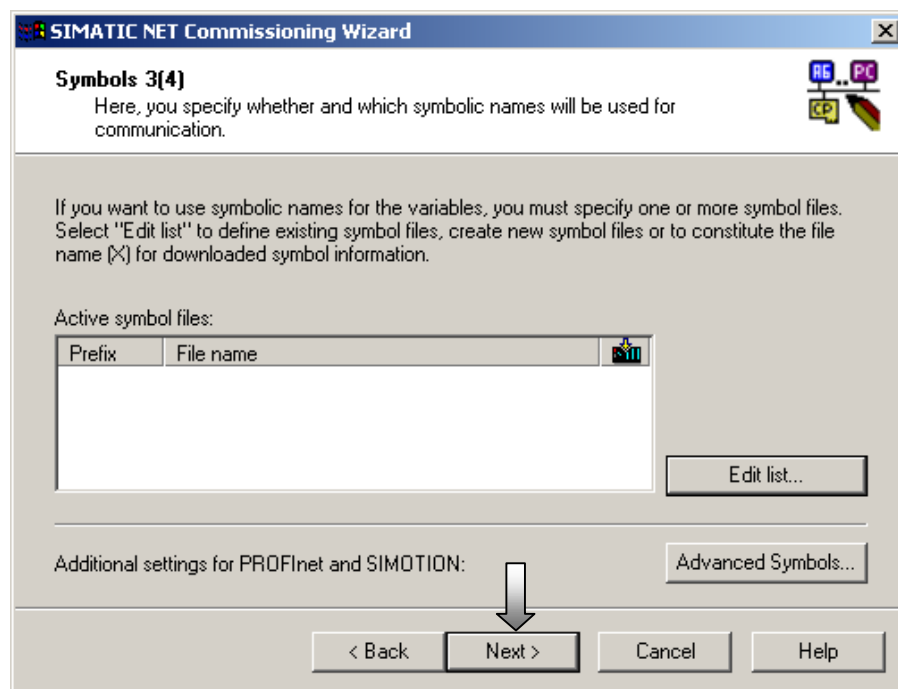 SIMATIC NET Commissioning Wizard
Symbols 3(4)
Here, you specify whether and which symbolic names will be used for
communication.
AG PC
CP
If you want to use symbolic names for the variables, you must specify one or more symbol files.
Select "Edit list" to define existing symbol files, create new symbol files or to constitute the file
name (X) for downloaded symbol information.
Active symbol files:
Prefix File name
Edit list...
Additional settings for PROFInet and SIMOTION:
Advanced Symbols...
< Back Next > Cancel Help